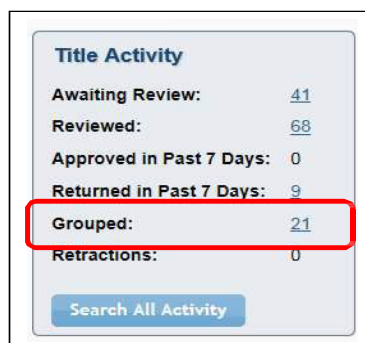 Title Activity
Awaiting Review: 41
Reviewed: 68
Approved in Past 7 Days: 0
Returned in Past 7 Days: 9
Grouped: 21
Retractions: 0
Search All Activity